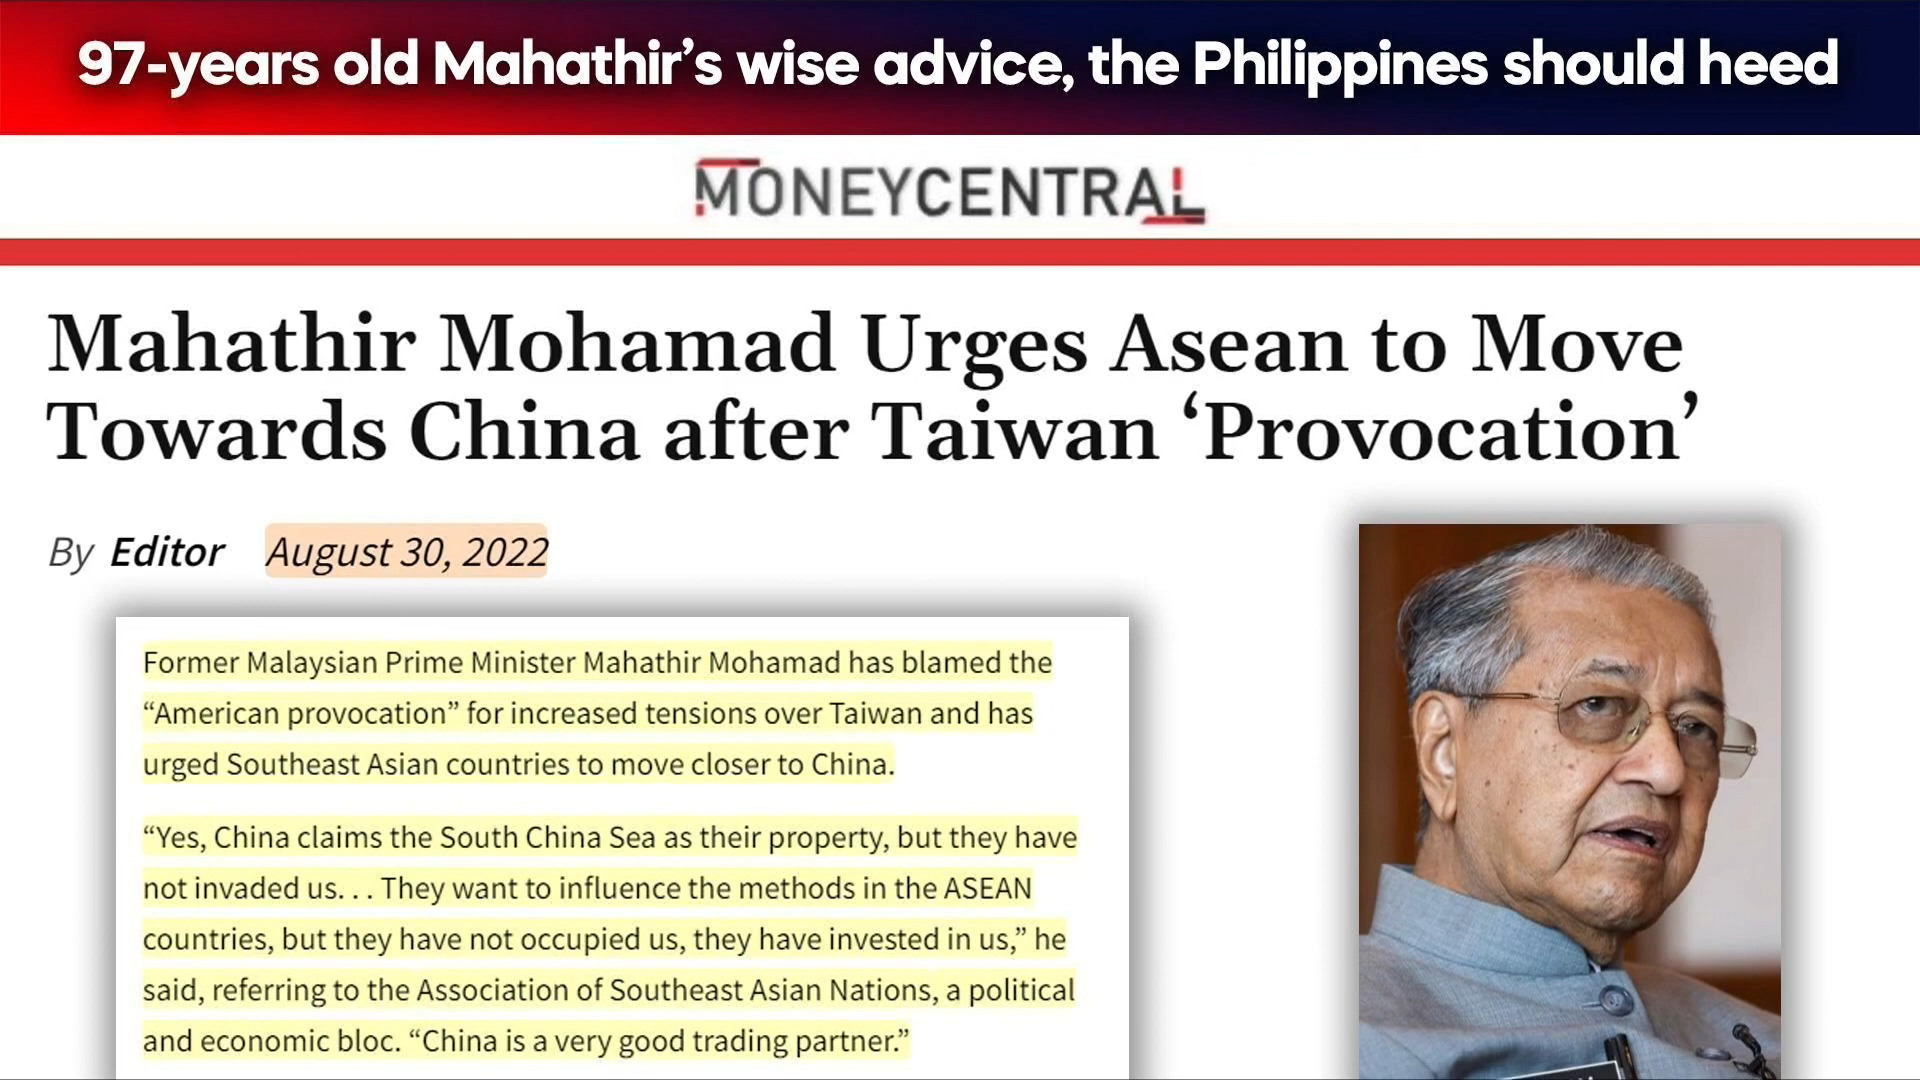 97-years old Mahathir’s wise advice, the Philippines should heed
MONEYCENTRAL
Mahathir Mohamad Urges Asean to Move
Towards China after Taiwan ‘Provocation’
By Editor August 30, 2022
Former Malaysian Prime Minister Mahathir Mohamad has blamed the
“American provocation” for increased tensions over Taiwan and has
urged Southeast Asian countries to move closer to China.
“Yes, China claims the South China Sea as their property, but they have
not invaded us. . . They want to influence the methods in the ASEAN
countries, but they have not occupied us, they have invested in us,” he
said, referring to the Association of Southeast Asian Nations, a political
and economic bloc. “China is a very good trading partner.”